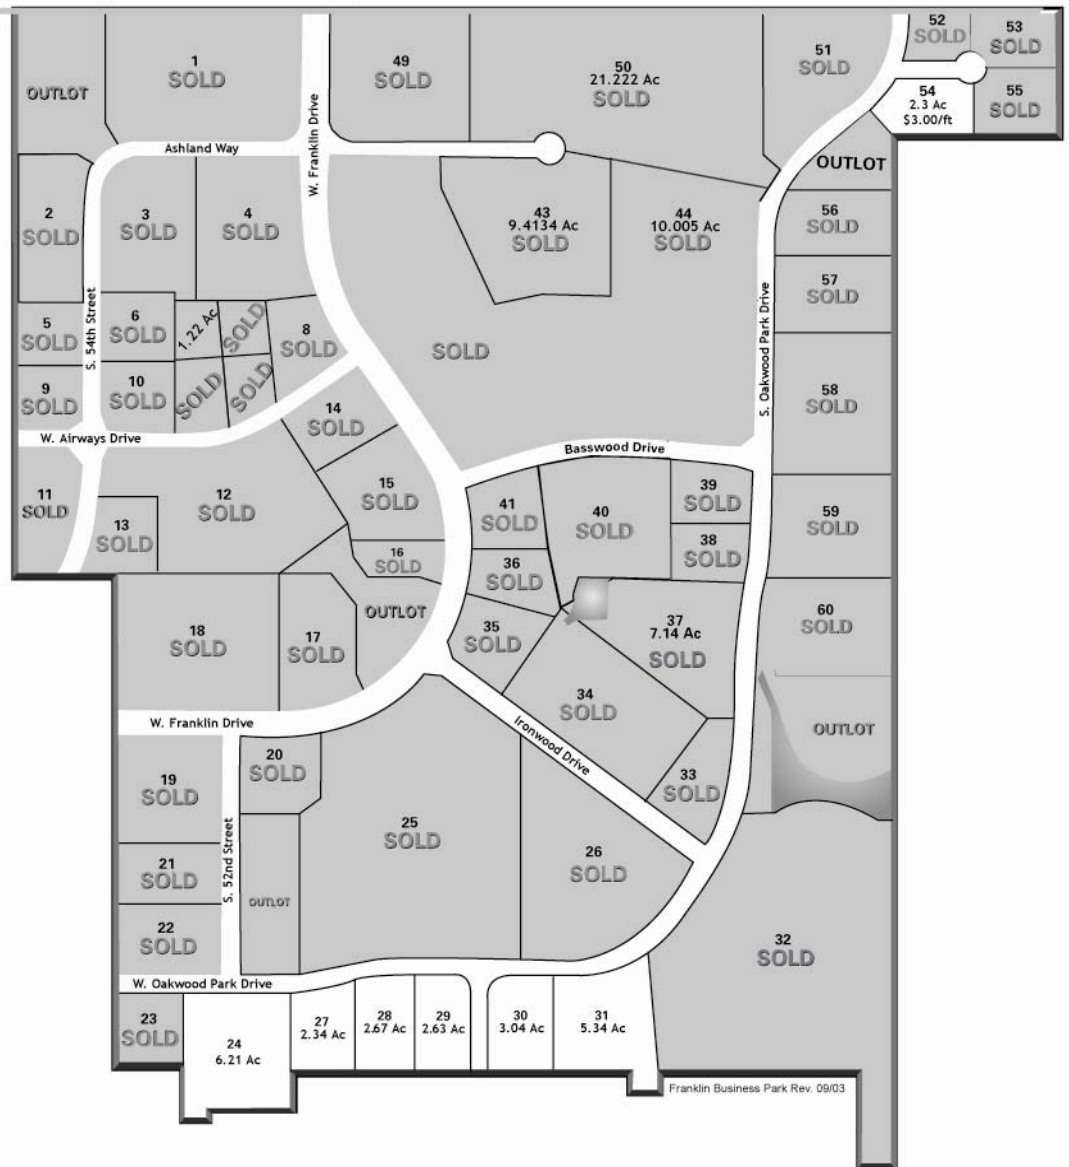 52
SOLD
53
SOLD
1
SOLD
49
SOLD
50
21.222 Ac
SOLD
51
SOLD
OUTLOT
54
2.3 Ac
$3.00/ft
55
SOLD
W. Franklin Drive
Ashland Way
OUTLOT
2
SOLD
3
SOLD
4
SOLD
43
9.4134 Ac
SOLD
44
10.005 Ac
SOLD
56
SOLD
57
SOLD
S. 54th Street
5
SOLD
6
SOLD
1.22 Ac
SOLD
8
SOLD
SOLD
S. Oakwood Park Drive
9
SOLD
10
SOLD
SOLD
SOLD
58
SOLD
14
SOLD
W. Airways Drive
Basswood Drive
11
SOLD
12
SOLD
13
SOLD
15
SOLD
16
SOLD
41
SOLD
40
SOLD
39
SOLD
38
SOLD
59
SOLD
36
SOLD
OUTLOT
35
SOLD
37
7.14 Ac
SOLD
60
SOLD
18
SOLD
17
SOLD
34
SOLD
W. Franklin Drive
Ironwood Drive
OUTLOT
19
SOLD
20
SOLD
33
SOLD
25
SOLD
26
SOLD
21
SOLD
S. 52nd Street
OUTLOT
22
SOLD
32
SOLD
W. Oakwood Park Drive
23
SOLD
24
6.21 Ac
27
2.34 Ac
28
2.67 Ac
29
2.63 Ac
30
3.04 Ac
31
5.34 Ac
Franklin Business Park Rev. 09/03